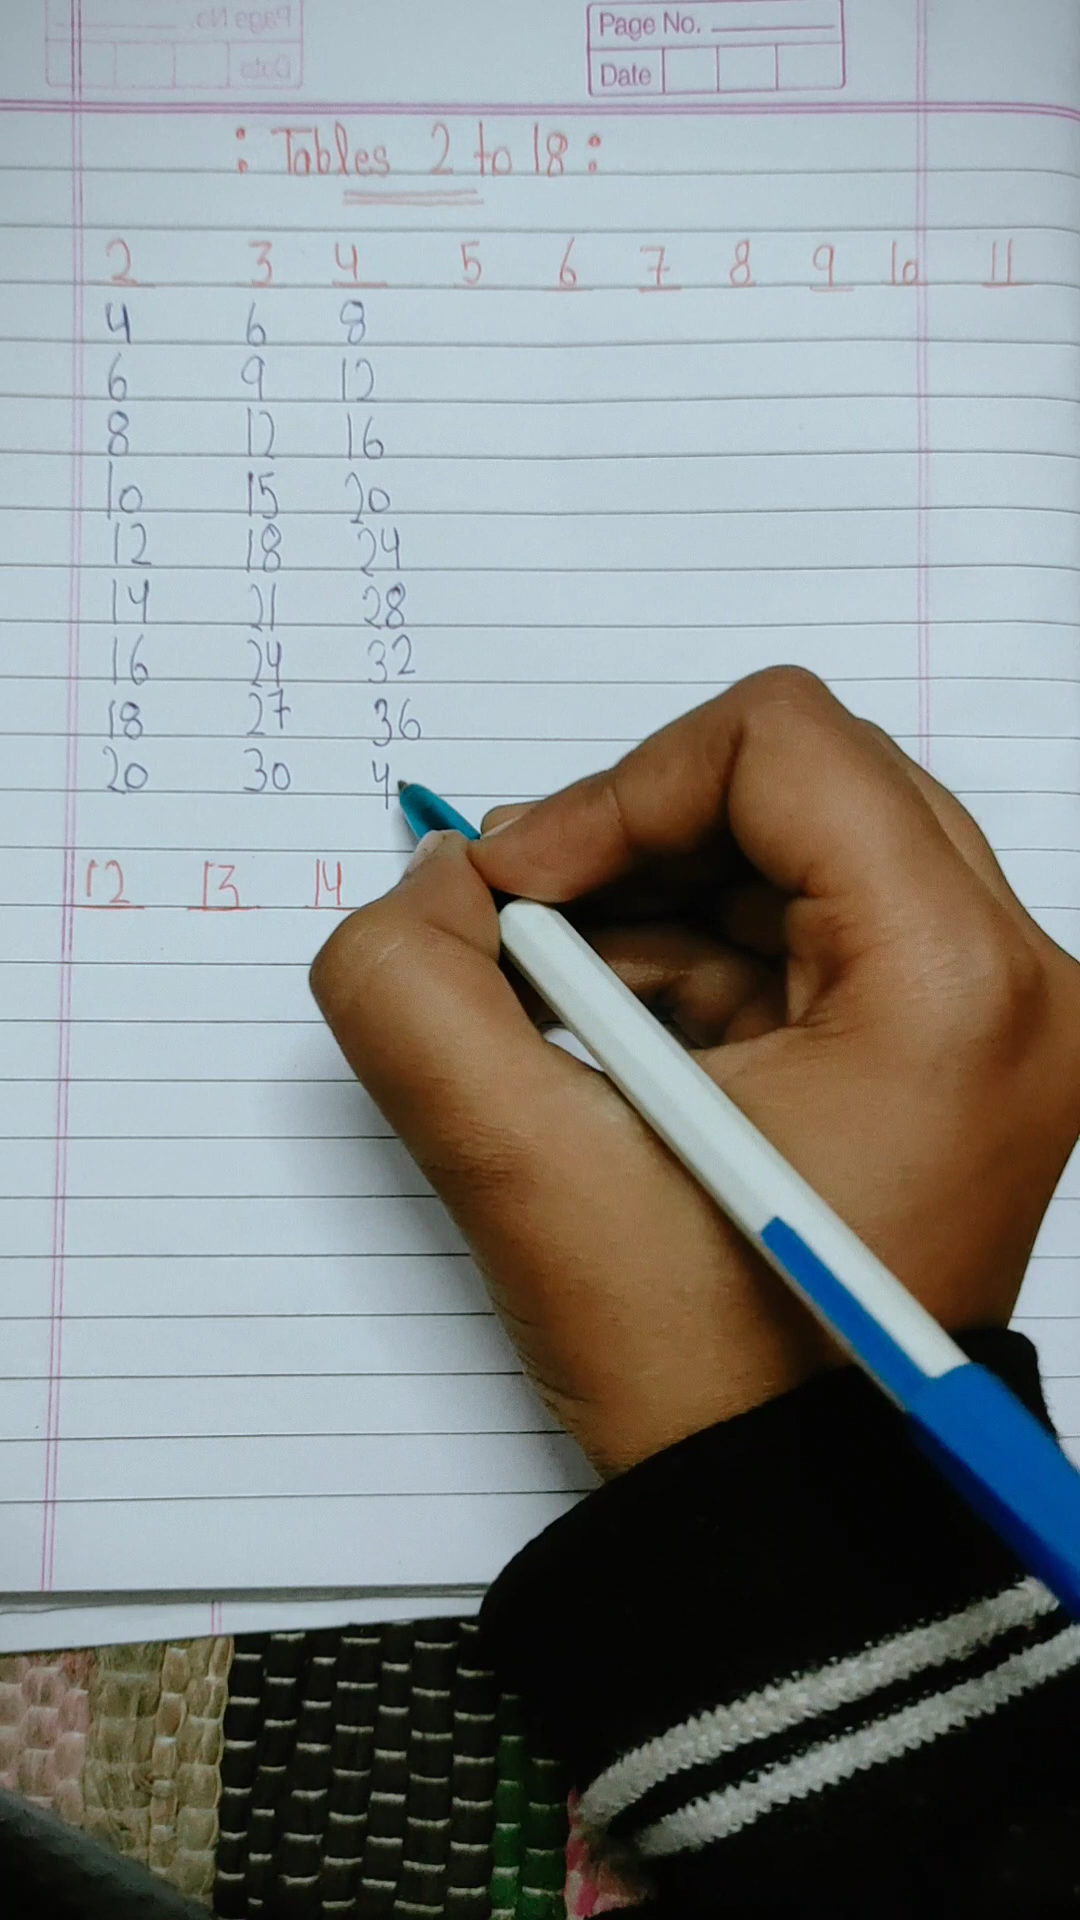 Page No.
Date
: Tables 2 to 18 :
2 3 4 5 6 7 8 9 10 11
4 6 8
6 9 12
8 12 16
10 15 20
12 18 24
14 21 28
16 24 32
18 27 36
20 30 4
12 13 14